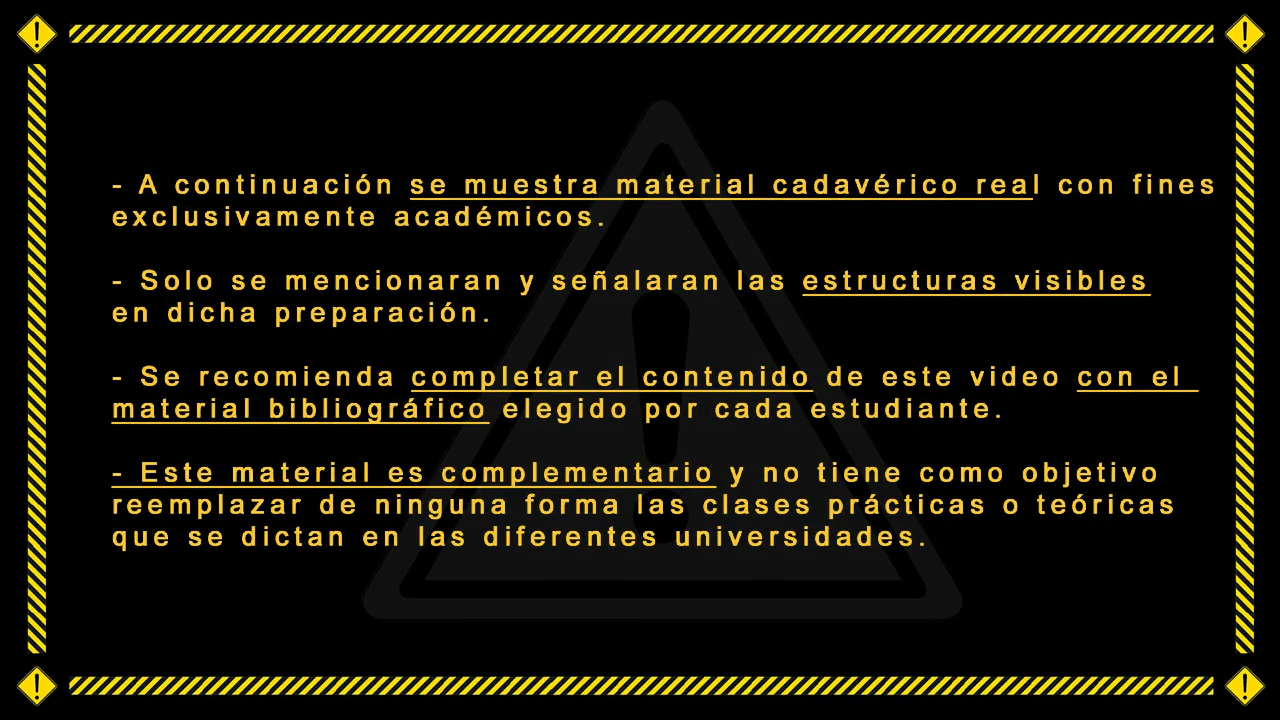 - A continuación se muestra material cadavérico real con fines
exclusivamente académicos.
- Solo se mencionaran y señalaran las estructuras visibles
en dicha preparación.
- Se recomienda completar el contenido de este video con el
material bibliográfico elegido por cada estudiante.
- Este material es complementario y no tiene como objetivo
reemplazar de ninguna forma las clases prácticas o teóricas
que se dictan en las diferentes universidades.